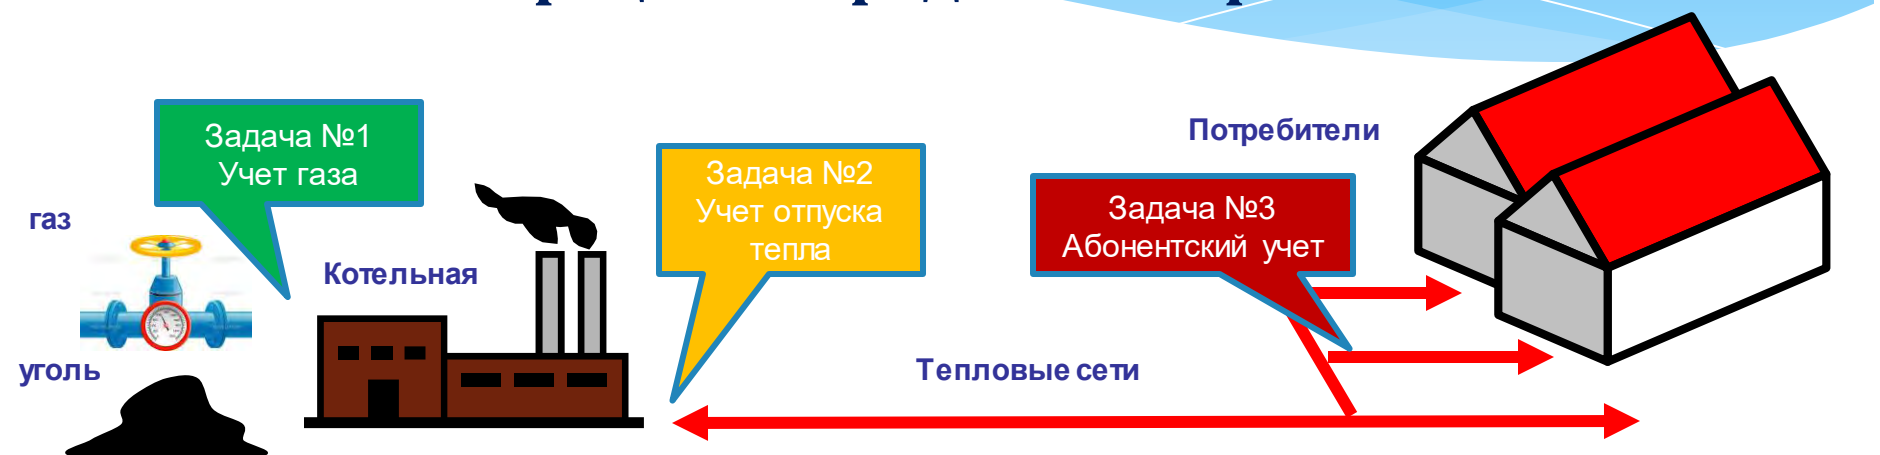 Задача №1
Учет газа
Потребители
Задача №2
Учет отпуска
тепла
Задача №3
Абонентский учет
газ
Котельная
уголь
Тепловые сети